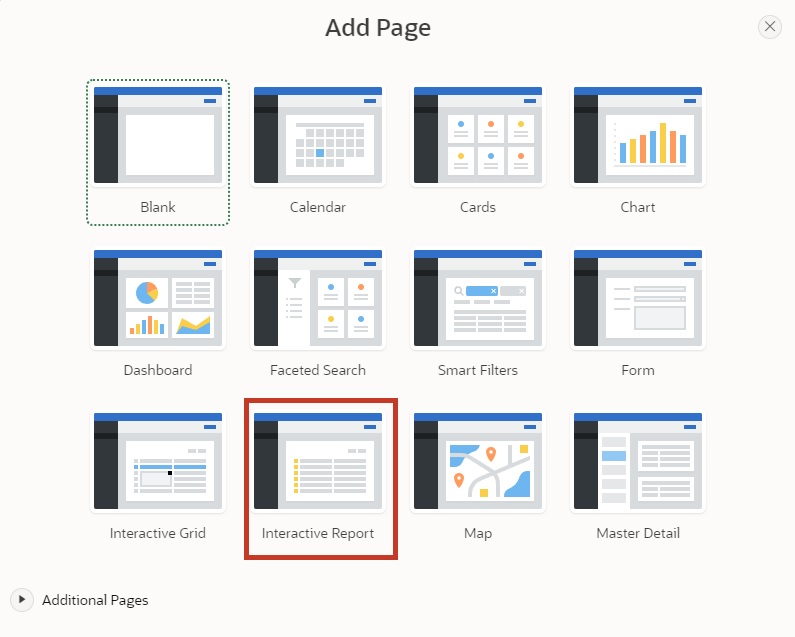 Add Page
Blank
Calendar
Cards
Chart
Dashboard
Faceted Search
Smart Filters
Form
Interactive Grid
Interactive Report
Map
Master Detail
Additional Pages